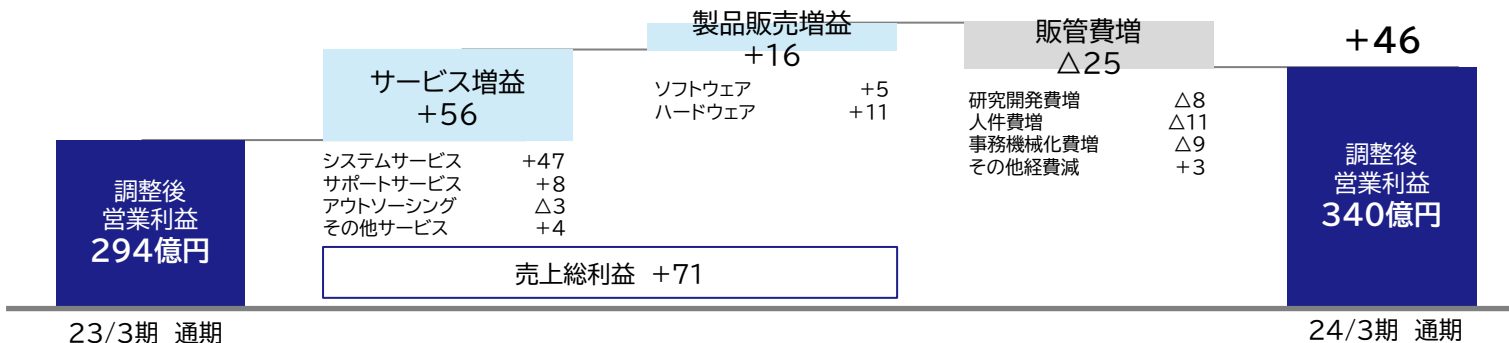 サービス増益
+56
システムサービス +47
サポートサービス +8
アウトソーシング △3
その他サービス +4
製品販売増益
+16
ソフトウェア +5
ハードウェア +11
売上総利益 +71
販管費増
△25
研究開発費増 △8
人件費増 △11
事務機械化費増 △9
その他経費減 +3
+46
調整後
営業利益
294億円
調整後
営業利益
340億円
23/3期 通期
24/3期 通期